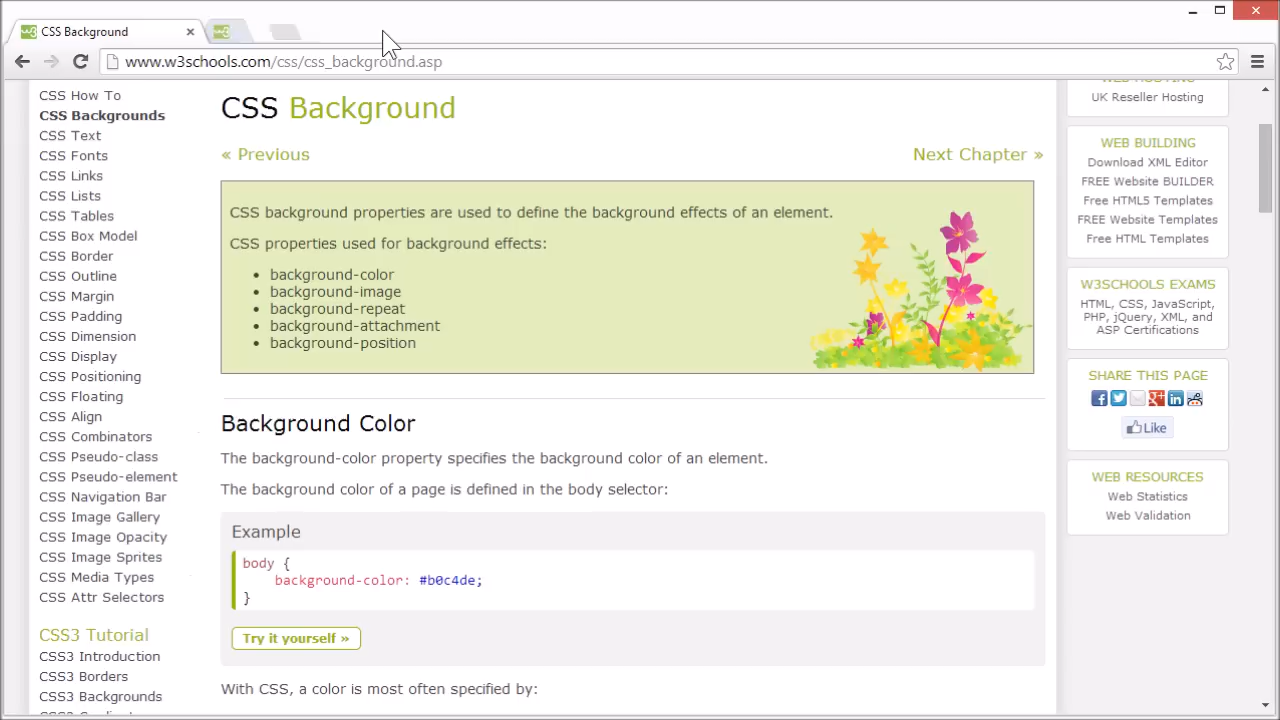 CSS Background
www.w3schools.com/css/css_background.asp
CSS How To
CSS Backgrounds
CSS Text
CSS Fonts
CSS Links
CSS Lists
CSS Tables
CSS Box Model
CSS Border
CSS Outline
CSS Margin
CSS Padding
CSS Dimension
CSS Display
CSS Positioning
CSS Floating
CSS Align
CSS Combinators
CSS Pseudo-class
CSS Pseudo-element
CSS Navigation Bar
CSS Image Gallery
CSS Image Opacity
CSS Image Sprites
CSS Media Types
CSS Attr Selectors
CSS3 Tutorial
CSS3 Introduction
CSS3 Borders
CSS3 Backgrounds
CSS Background
« Previous
Next Chapter »
CSS background properties are used to define the background effects of an element.
CSS properties used for background effects:
• background-color
• background-image
• background-repeat
• background-attachment
• background-position
Background Color
The background-color property specifies the background color of an element.
The background color of a page is defined in the body selector:
Example
body {
background-color: #b0c4de;
}
Try it yourself »
With CSS, a color is most often specified by:
WEB HOSTING
UK Reseller Hosting
WEB BUILDING
Download XML Editor
FREE Website BUILDER
Free HTML5 Templates
FREE Website Templates
Free HTML Templates
W3SCHOOLS EXAMS
HTML, CSS, JavaScript,
PHP, jQuery, XML, and
ASP Certifications
SHARE THIS PAGE
Like
WEB RESOURCES
Web Statistics
Web Validation